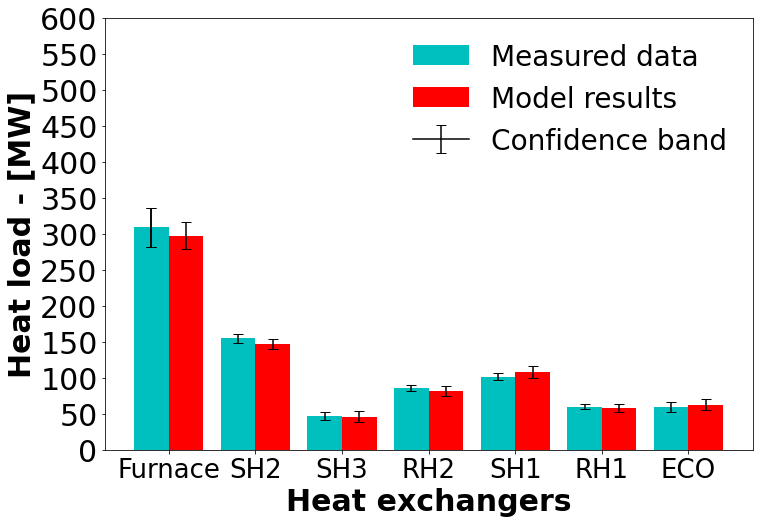 Heat load - [MW]
600
550
500
450
400
350
300
250
200
150
100
50
0
Measured data
Model results
Confidence band
Furnace SH2 SH3 RH2 SH1 RH1 ECO
Heat exchangers